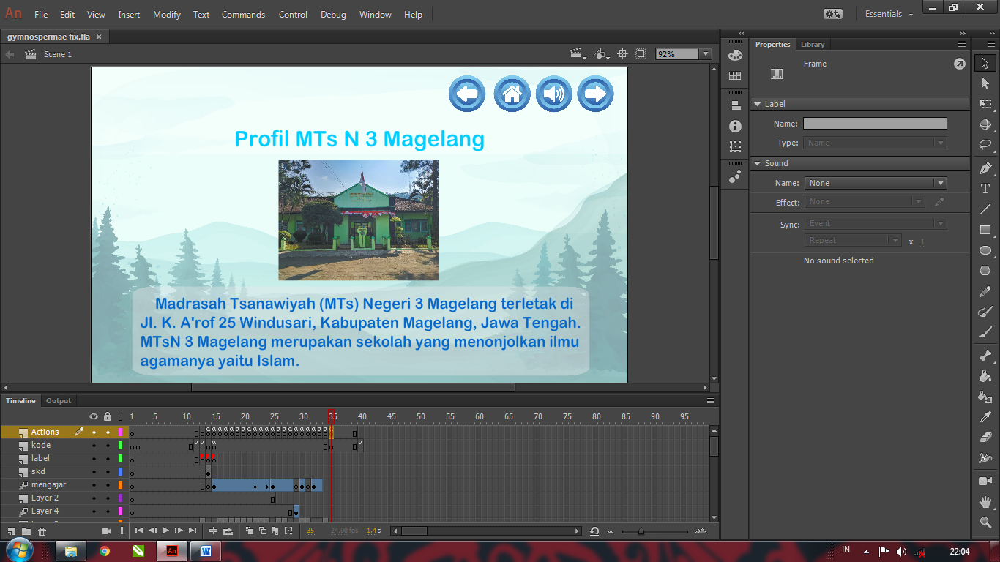 An File Edit View Insert Modify Text Commands Control Debug Window Help Essentials
gymnospermae fix.fla ×
Properties Library
Scene 1
92%
Frame
Label
Name:
Type: Name
Sound
Name: None
Effect: None
Sync: Event
Repeat x 1
No sound selected
Profil MTs N 3 Magelang
Madrasah Tsanawiyah (MTs) Negeri 3 Magelang terletak di
Jl. K. A'rof 25 Windusari, Kabupaten Magelang, Jawa Tengah.
MTsN 3 Magelang merupakan sekolah yang menonjolkan ilmu
agamanya yaitu Islam.
Timeline Output
1 5 10 15 20 25 30 35 40 45 50 55 60 65 70 75 80 85 90 95
Actions
kode
label
skd
mengajar
Layer 2
Layer 4
35 24,00 fps 1,4 s
An W IN 22:04